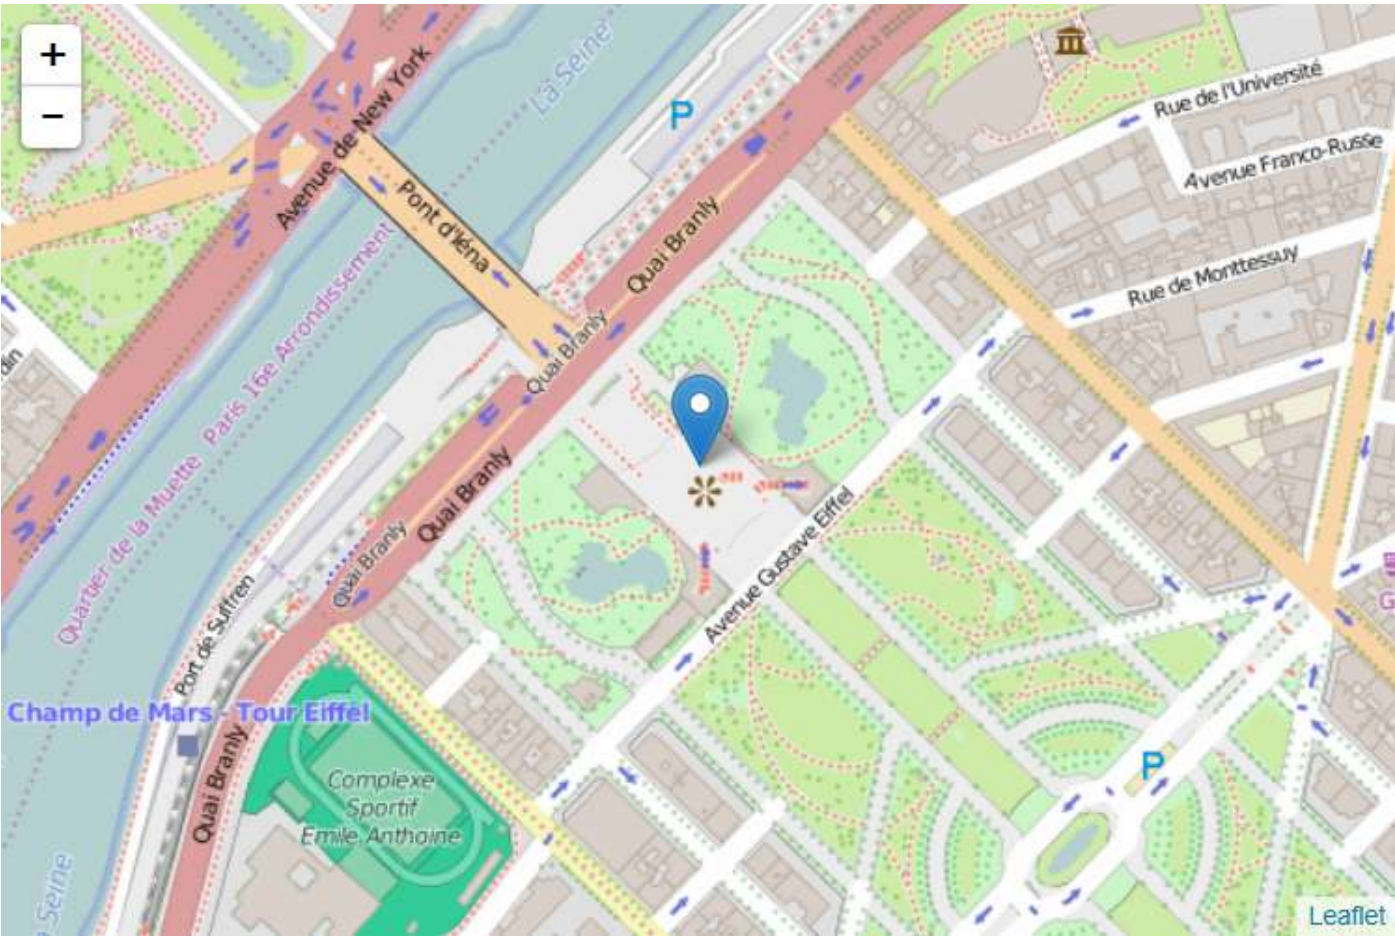 +
−
Avenue de New York
La Seine
P
Rue de l'Université
Avenue Franco-Russe
Pont d'Iéna
Quai Branly
Rue de Monttessuy
Quartier de la Muette
Paris 16e Arrondissement
Quai Branly
Quai Branly
Quai Branly
Avenue Gustave Eiffel
Port de Suffren
Champ de Mars - Tour Eiffel
Quai Branly
Complexe
Sportif
Emile Anthoine
P
Seine
Leaflet